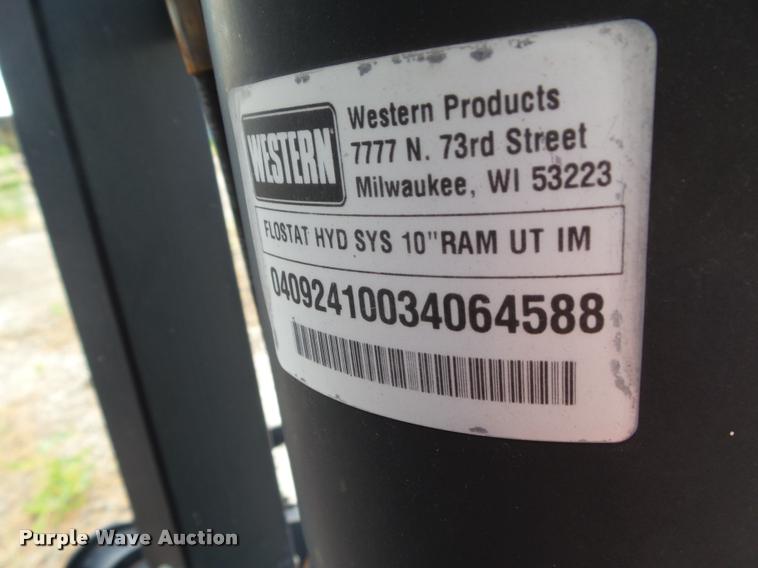 WESTERN
Western Products
7777 N. 73rd Street
Milwaukee, WI 53223
FLOSTAT HYD SYS 10" RAM UT IM
04092410034064588
Purple Wave Auction